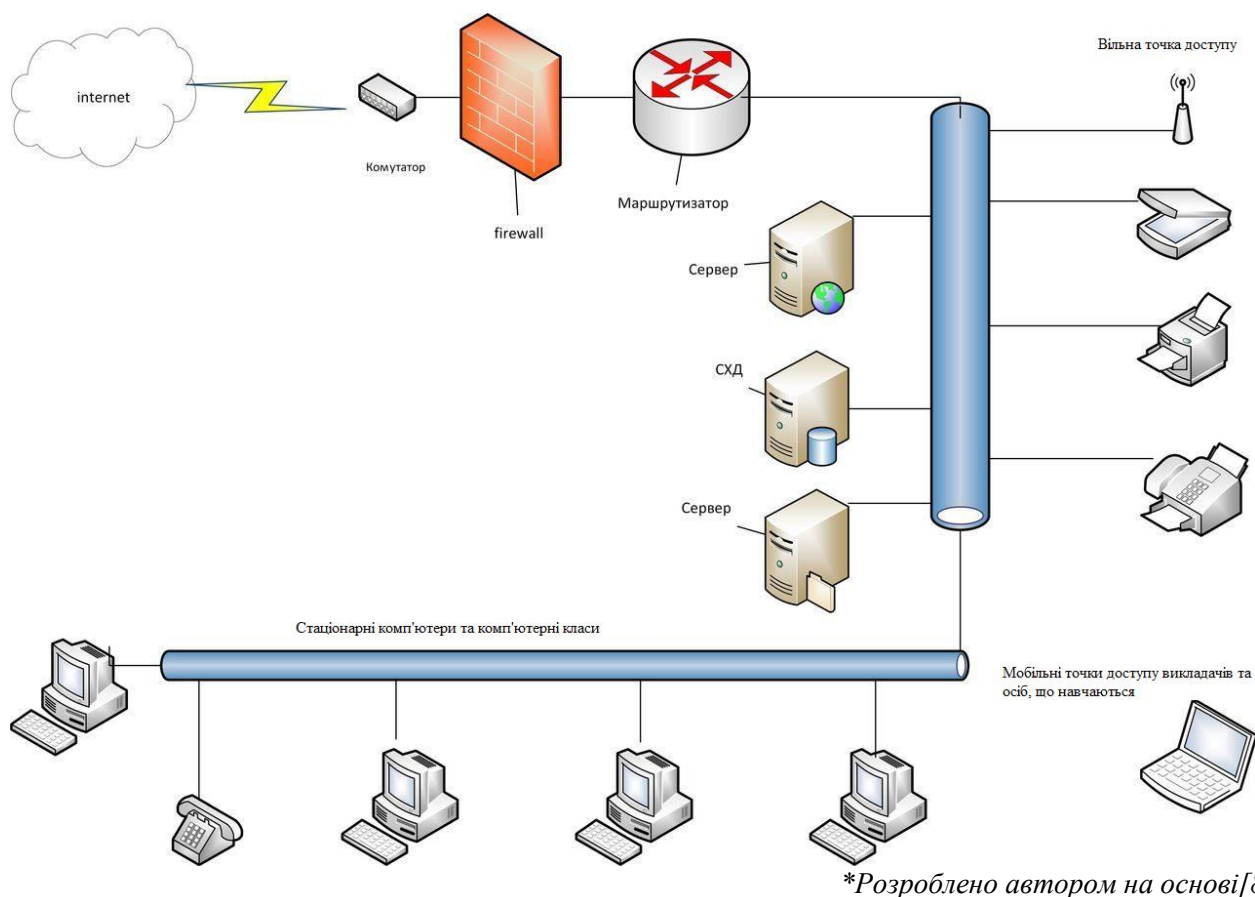 Вільна точка доступу
internet
Комутатор
Маршрутизатор
firewall
Сервер
СХД
Сервер
Стаціонарні комп'ютери та комп'ютерні класи
Мобільні точки доступу викладачів та
осіб, що навчаються
*Розроблено автором на основі[